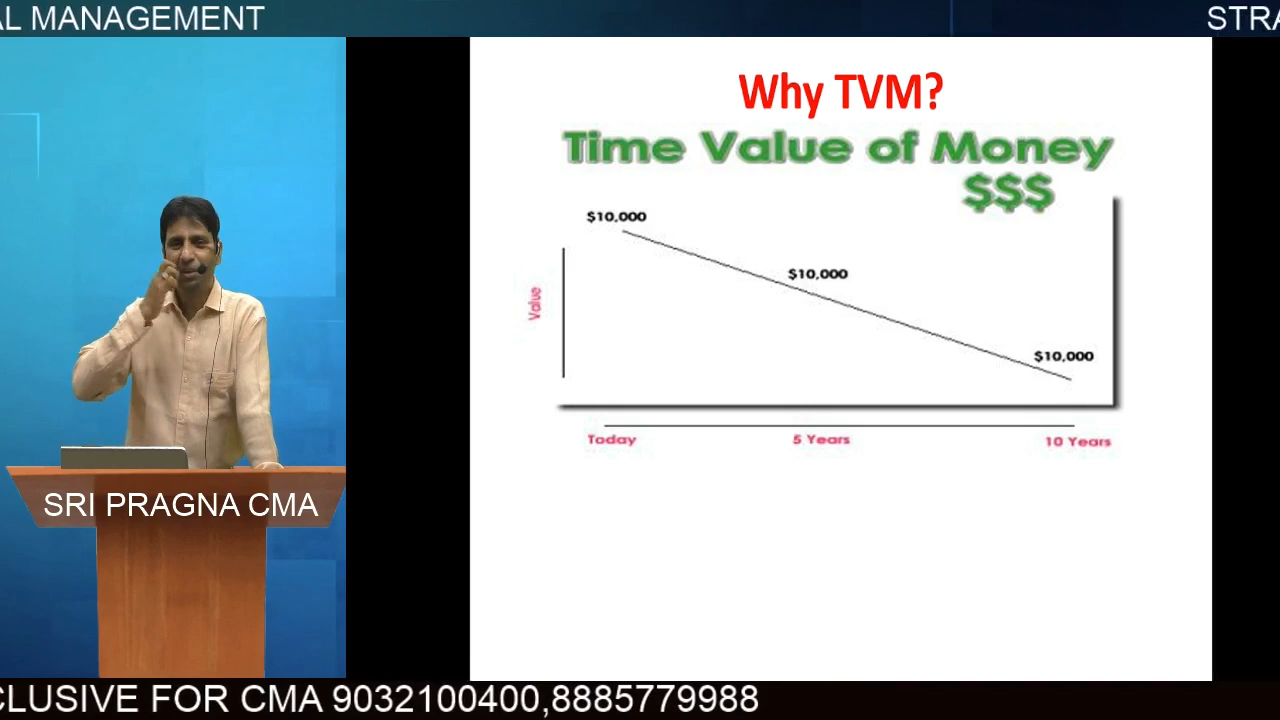 AL MANAGEMENT
STRA
Why TVM?
Time Value of Money
$$$
$10,000
$10,000
$10,000
Value
Today
5 Years
10 Years
SRI PRAGNA CMA
CLUSIVE FOR CMA 9032100400,8885779988